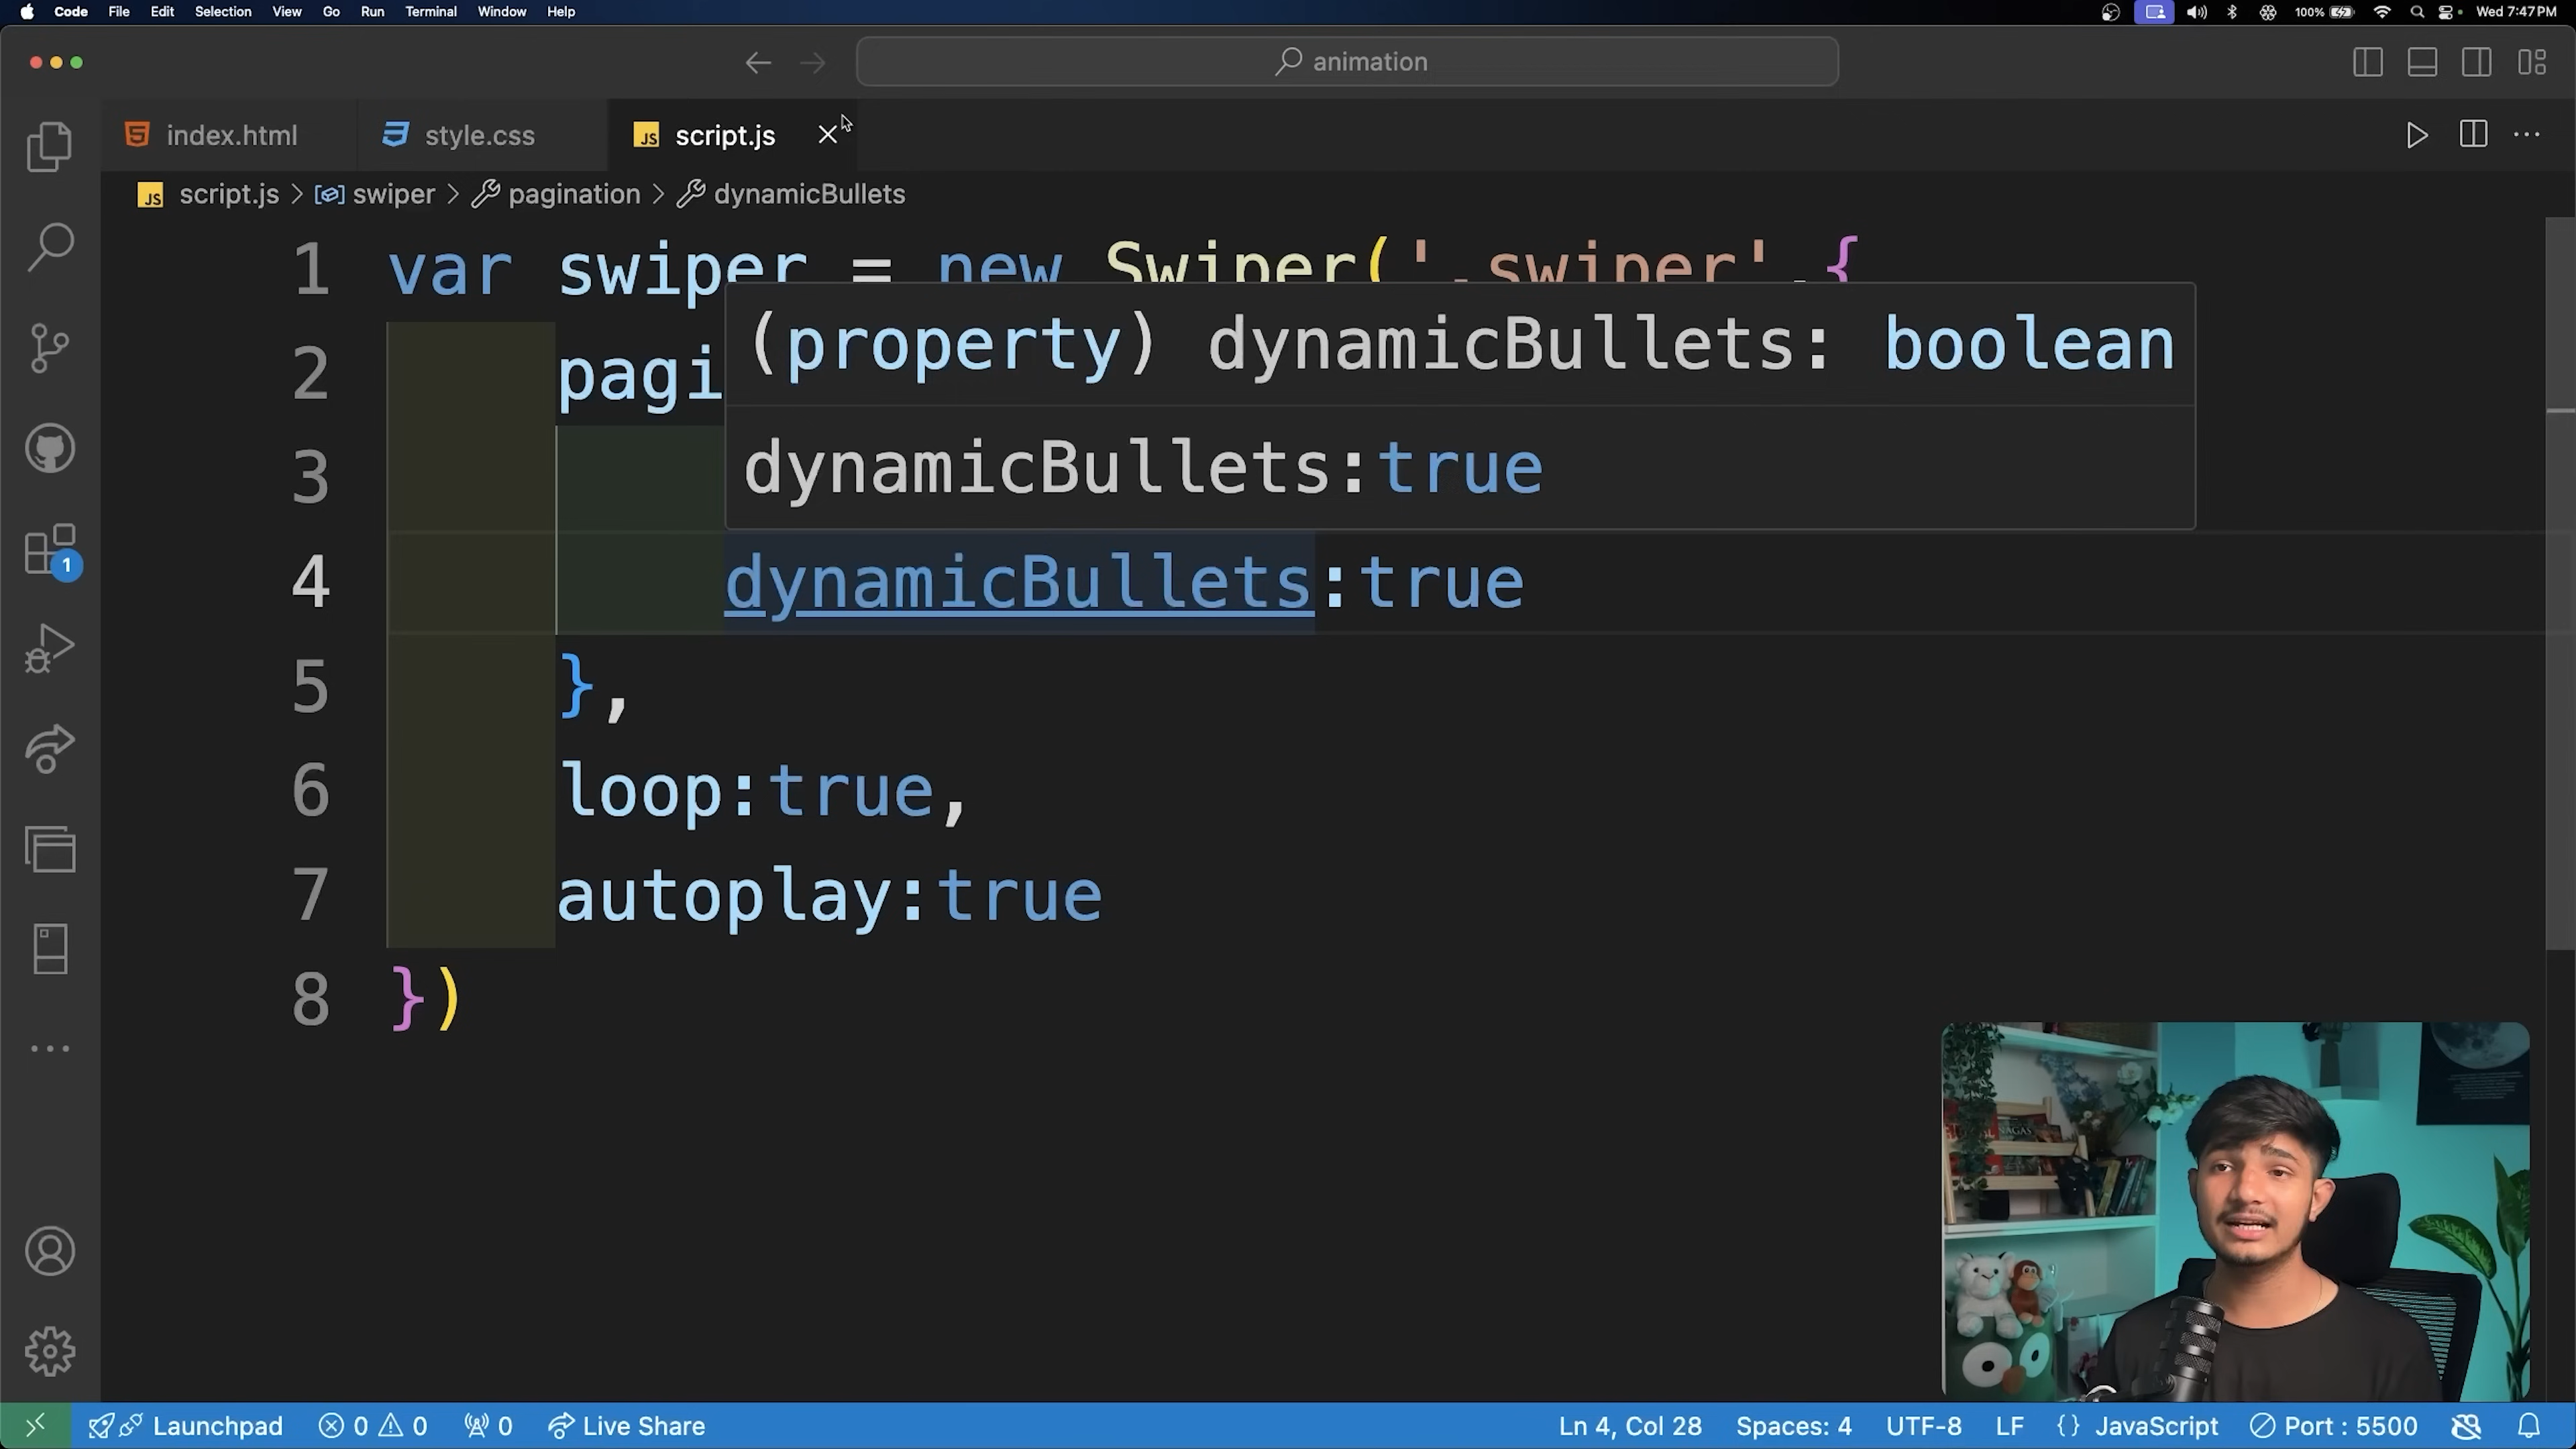 Code File Edit Selection View Go Run Terminal Window Help 100% Wed 7:47PM
animation
index.html style.css JS script.js
JS script.js > swiper > pagination > dynamicBullets
1 var swiper = new Swiper('.swiper',{
2 pagi
(property) dynamicBullets: boolean
3
dynamicBullets:true
4 dynamicBullets:true
5 },
6 loop:true,
7 autoplay:true
8 })
1
NAGAS
Launchpad 0 0 0 Live Share Ln 4, Col 28 Spaces: 4 UTF-8 LF {} JavaScript Port : 5500